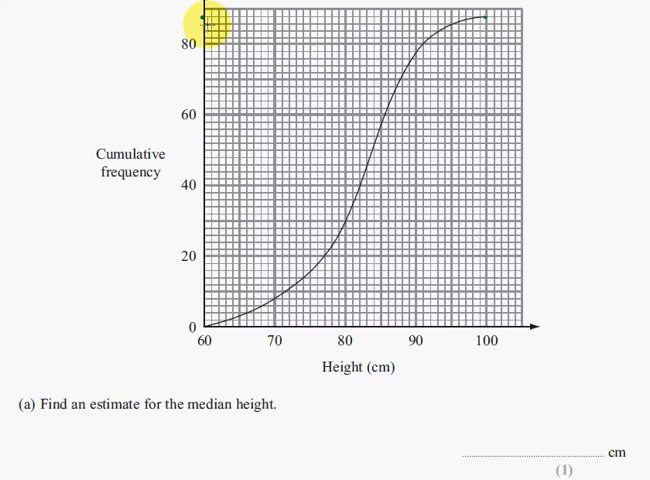 80
60
Cumulative
frequency
40
20
0
60 70 80 90 100
Height (cm)
(a) Find an estimate for the median height.
cm
(1)